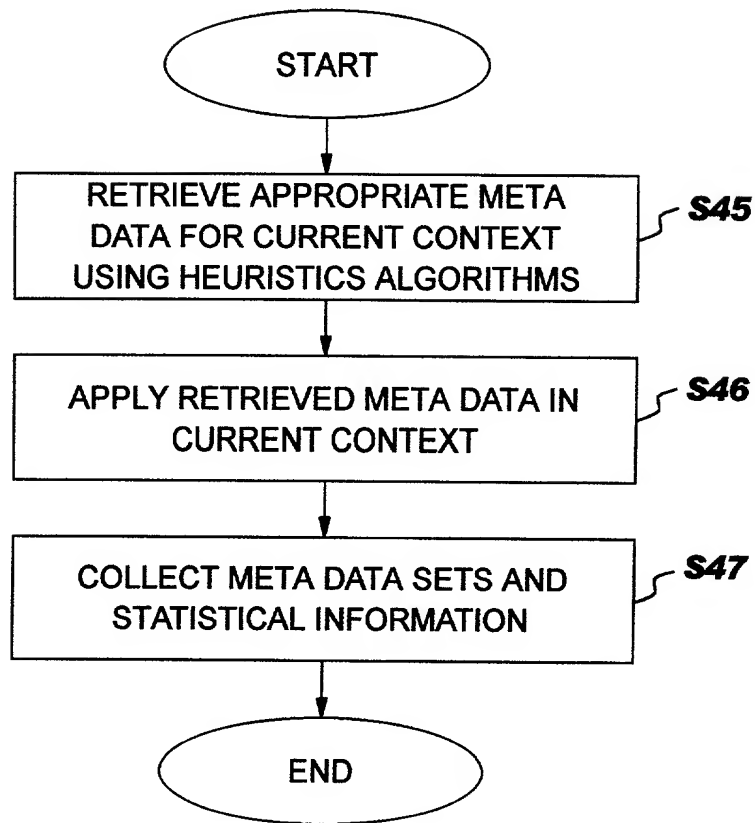 START
RETRIEVE APPROPRIATE META
DATA FOR CURRENT CONTEXT
USING HEURISTICS ALGORITHMS
S45
APPLY RETRIEVED META DATA IN
CURRENT CONTEXT
S46
COLLECT META DATA SETS AND
STATISTICAL INFORMATION
S47
END